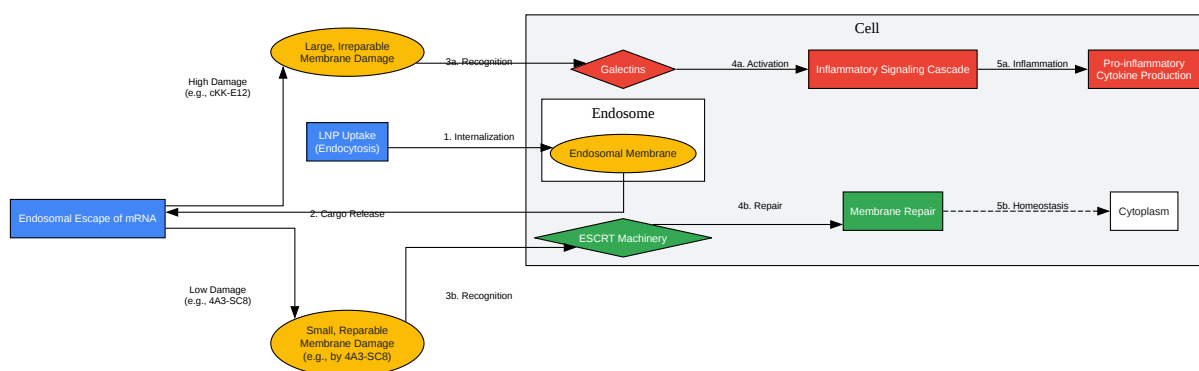 Cell
Large, Irreparable
Membrane Damage
3a. Recognition
Galectins
4a. Activation
Inflammatory Signaling Cascade
5a. Inflammation
Pro-inflammatory
Cytokine Production
High Damage
(e.g., cKK-E12)
Endosome
LNP Uptake
(Endocytosis)
1. Internalization
Endosomal Membrane
Endosomal Escape of mRNA
2. Cargo Release
4b. Repair
Membrane Repair
5b. Homeostasis
Cytoplasm
ESCRT Machinery
Low Damage
(e.g., 4A3-SC8)
3b. Recognition
Small, Reparable
Membrane Damage
(e.g., by 4A3-SC8)